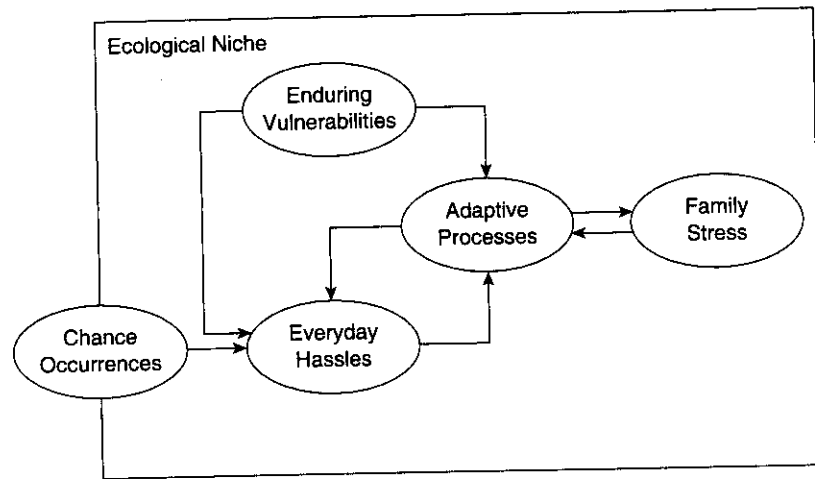 Ecological Niche
Enduring
Vulnerabilities
Adaptive
Processes
Family
Stress
Chance
Occurrences
Everyday
Hassles